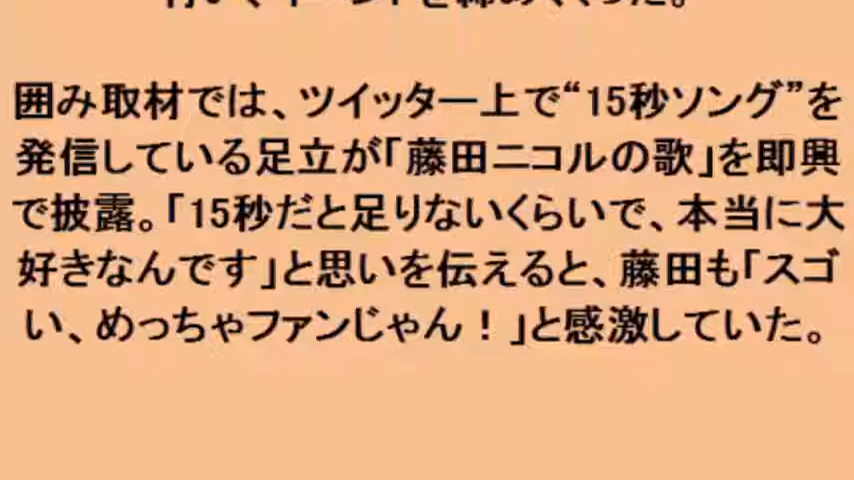 囲み取材では、ツイッター上で“15秒ソング”を
発信している足立が「藤田ニコルの歌」を即興
で披露。「15秒だと足りないくらいで、本当に大
好きなんです」と思いを伝えると、藤田も「スゴ
い、めっちゃファンじゃん！」と感激していた。